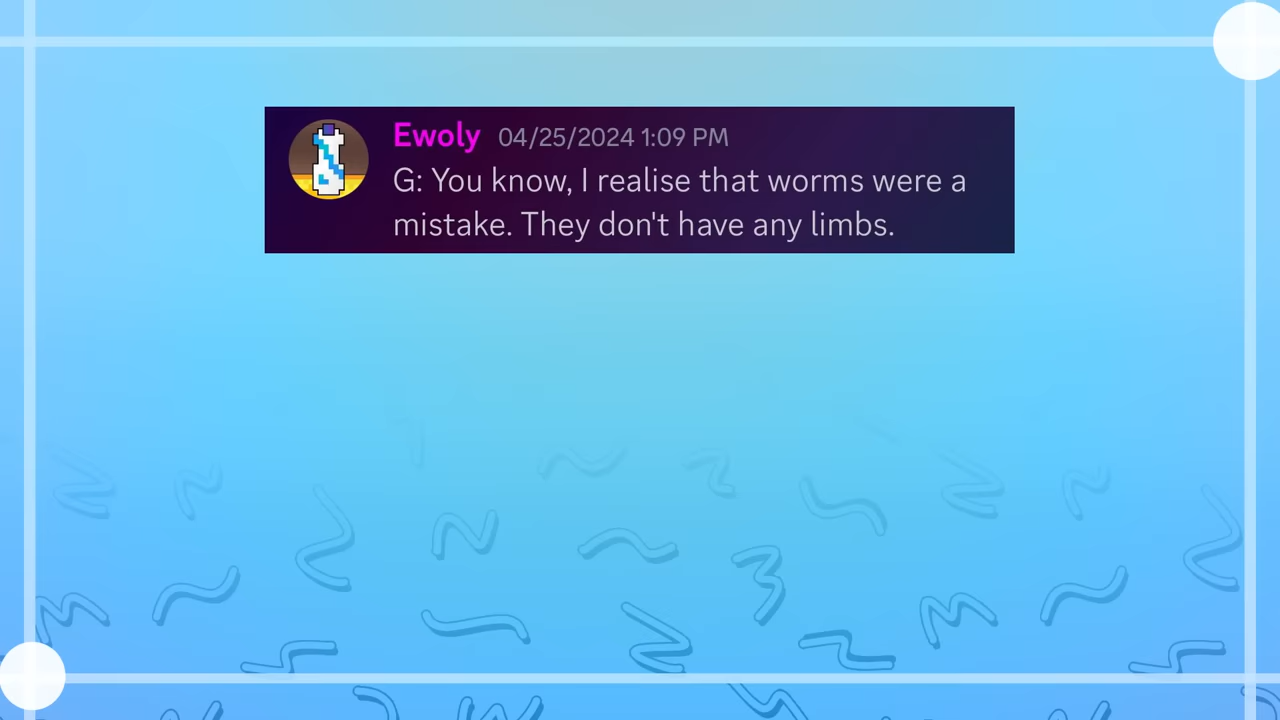 Ewoly 04/25/2024 1:09 PM
G: You know, I realise that worms were a
mistake. They don't have any limbs.